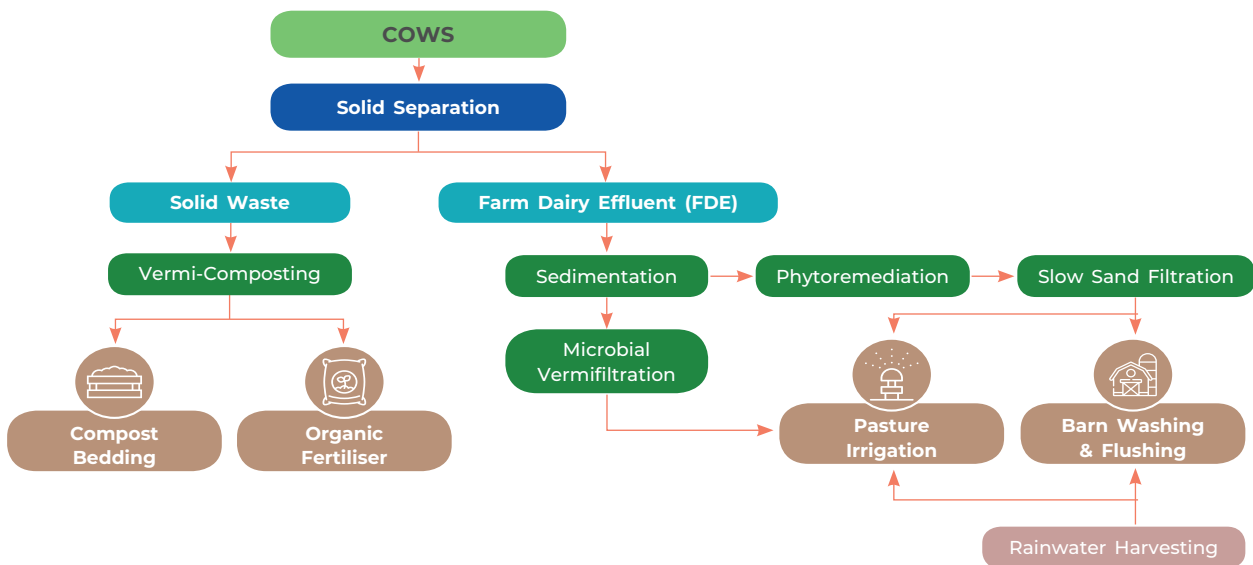 COWS
Solid Separation
Solid Waste
Farm Dairy Effluent (FDE)
Vermi-Composting
Sedimentation
Phytoremediation
Slow Sand Filtration
Microbial
Vermifiltration
Compost
Bedding
Organic
Fertiliser
Pasture
Irrigation
Barn Washing
& Flushing
Rainwater Harvesting